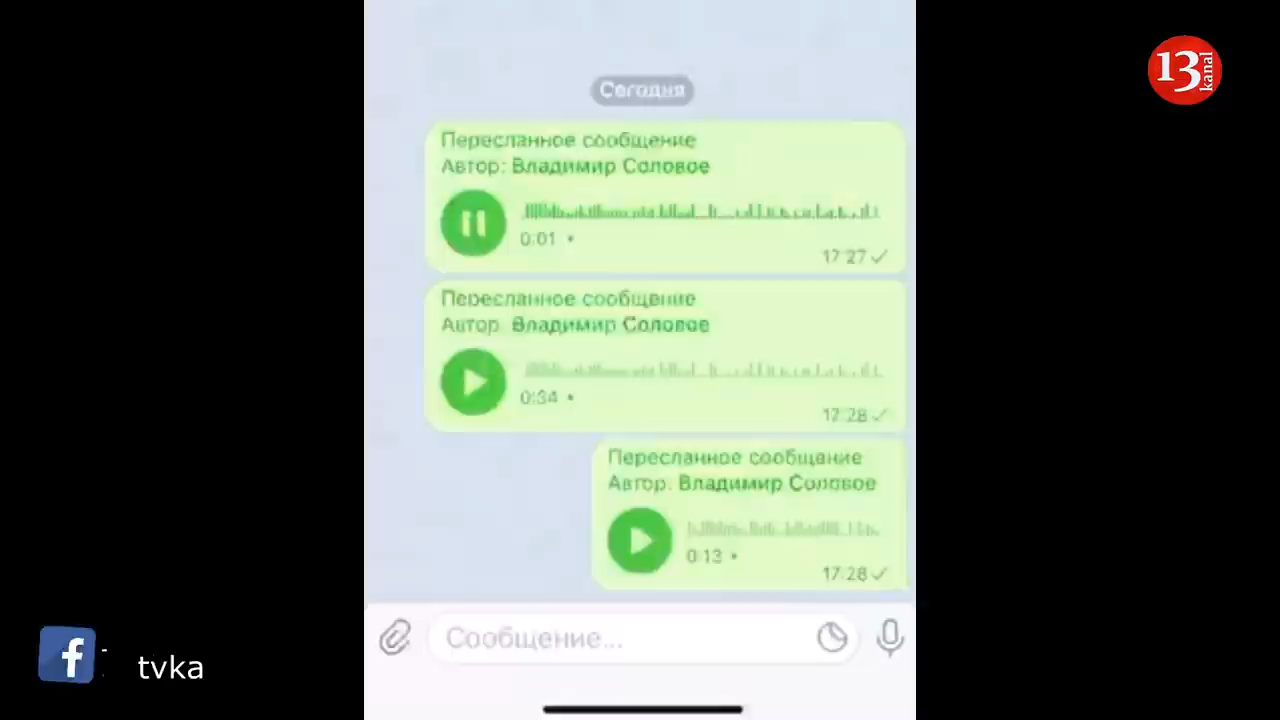 13 kanal
Сегодня
Пересланное сообщение
Автор: Владимир Соловое
0:01
17:27
Пересланное сообщение
Автор: Владимир Соловое
0:34
17:28
Пересланное сообщение
Автор: Владимир Соловое
0:13
17:28
Сообщение...
f
tvka